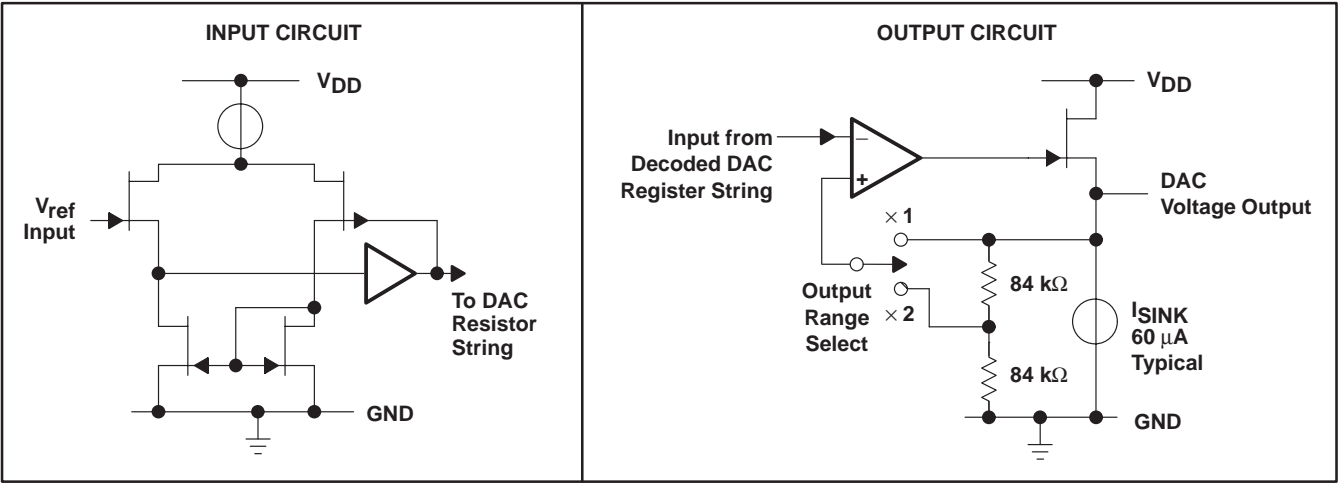 INPUT CIRCUIT
VDD
Vref
Input
To DAC
Resistor
String
GND
OUTPUT CIRCUIT
VDD
Input from
Decoded DAC
Register String
−
+
DAC
Voltage Output
× 1
Output
Range
Select
× 2
84 kΩ
84 kΩ
ISINK
60 μA
Typical
GND